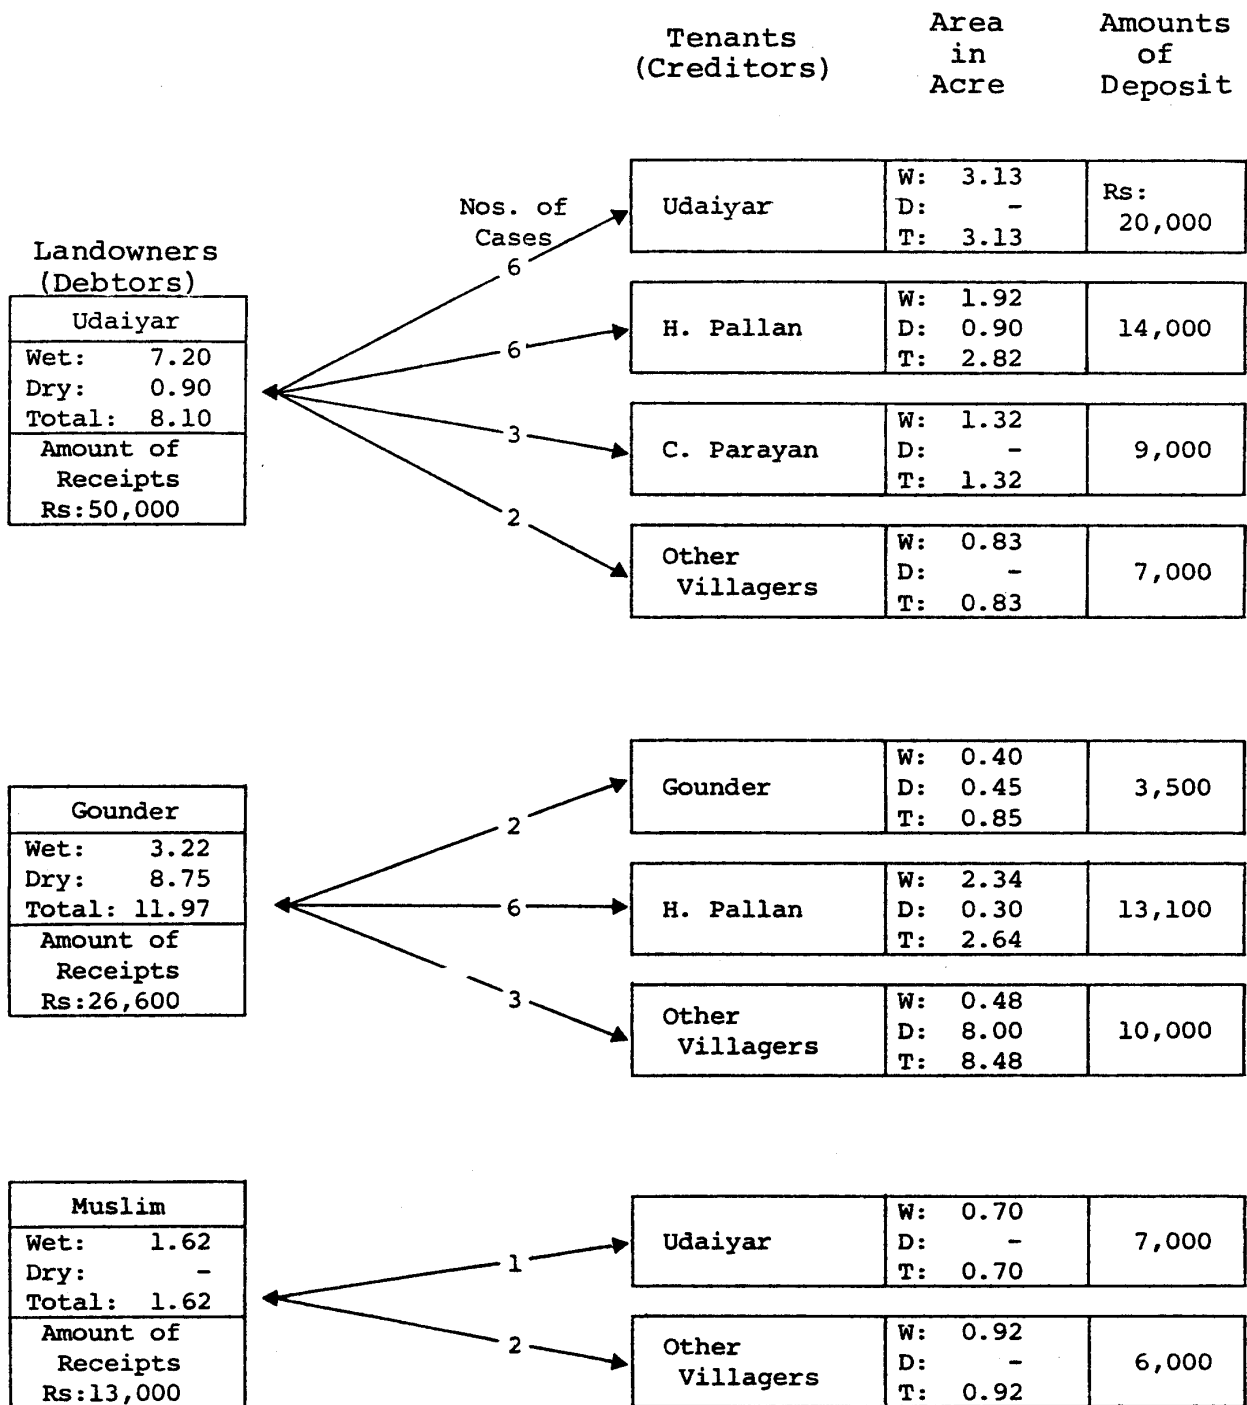 Tenants
(Creditors)
Area
in
Acre
Amounts
of
Deposit
Landowners
(Debtors)
Udaiyar
Wet: 7.20
Dry: 0.90
Total: 8.10
Amount of
Receipts
Rs:50,000
Nos. of
Cases
6
6
3
2
Udaiyar
W: 3.13
D: -
T: 3.13
Rs:
20,000
H. Pallan
W: 1.92
D: 0.90
T: 2.82
14,000
C. Parayan
W: 1.32
D: -
T: 1.32
9,000
Other
Villagers
W: 0.83
D: -
T: 0.83
7,000
Gounder
Wet: 3.22
Dry: 8.75
Total: 11.97
Amount of
Receipts
Rs:26,600
2
6
3
Gounder
W: 0.40
D: 0.45
T: 0.85
3,500
H. Pallan
W: 2.34
D: 0.30
T: 2.64
13,100
Other
Villagers
W: 0.48
D: 8.00
T: 8.48
10,000
Muslim
Wet: 1.62
Dry: -
Total: 1.62
Amount of
Receipts
Rs:13,000
1
2
Udaiyar
W: 0.70
D: -
T: 0.70
7,000
Other
Villagers
W: 0.92
D: -
T: 0.92
6,000